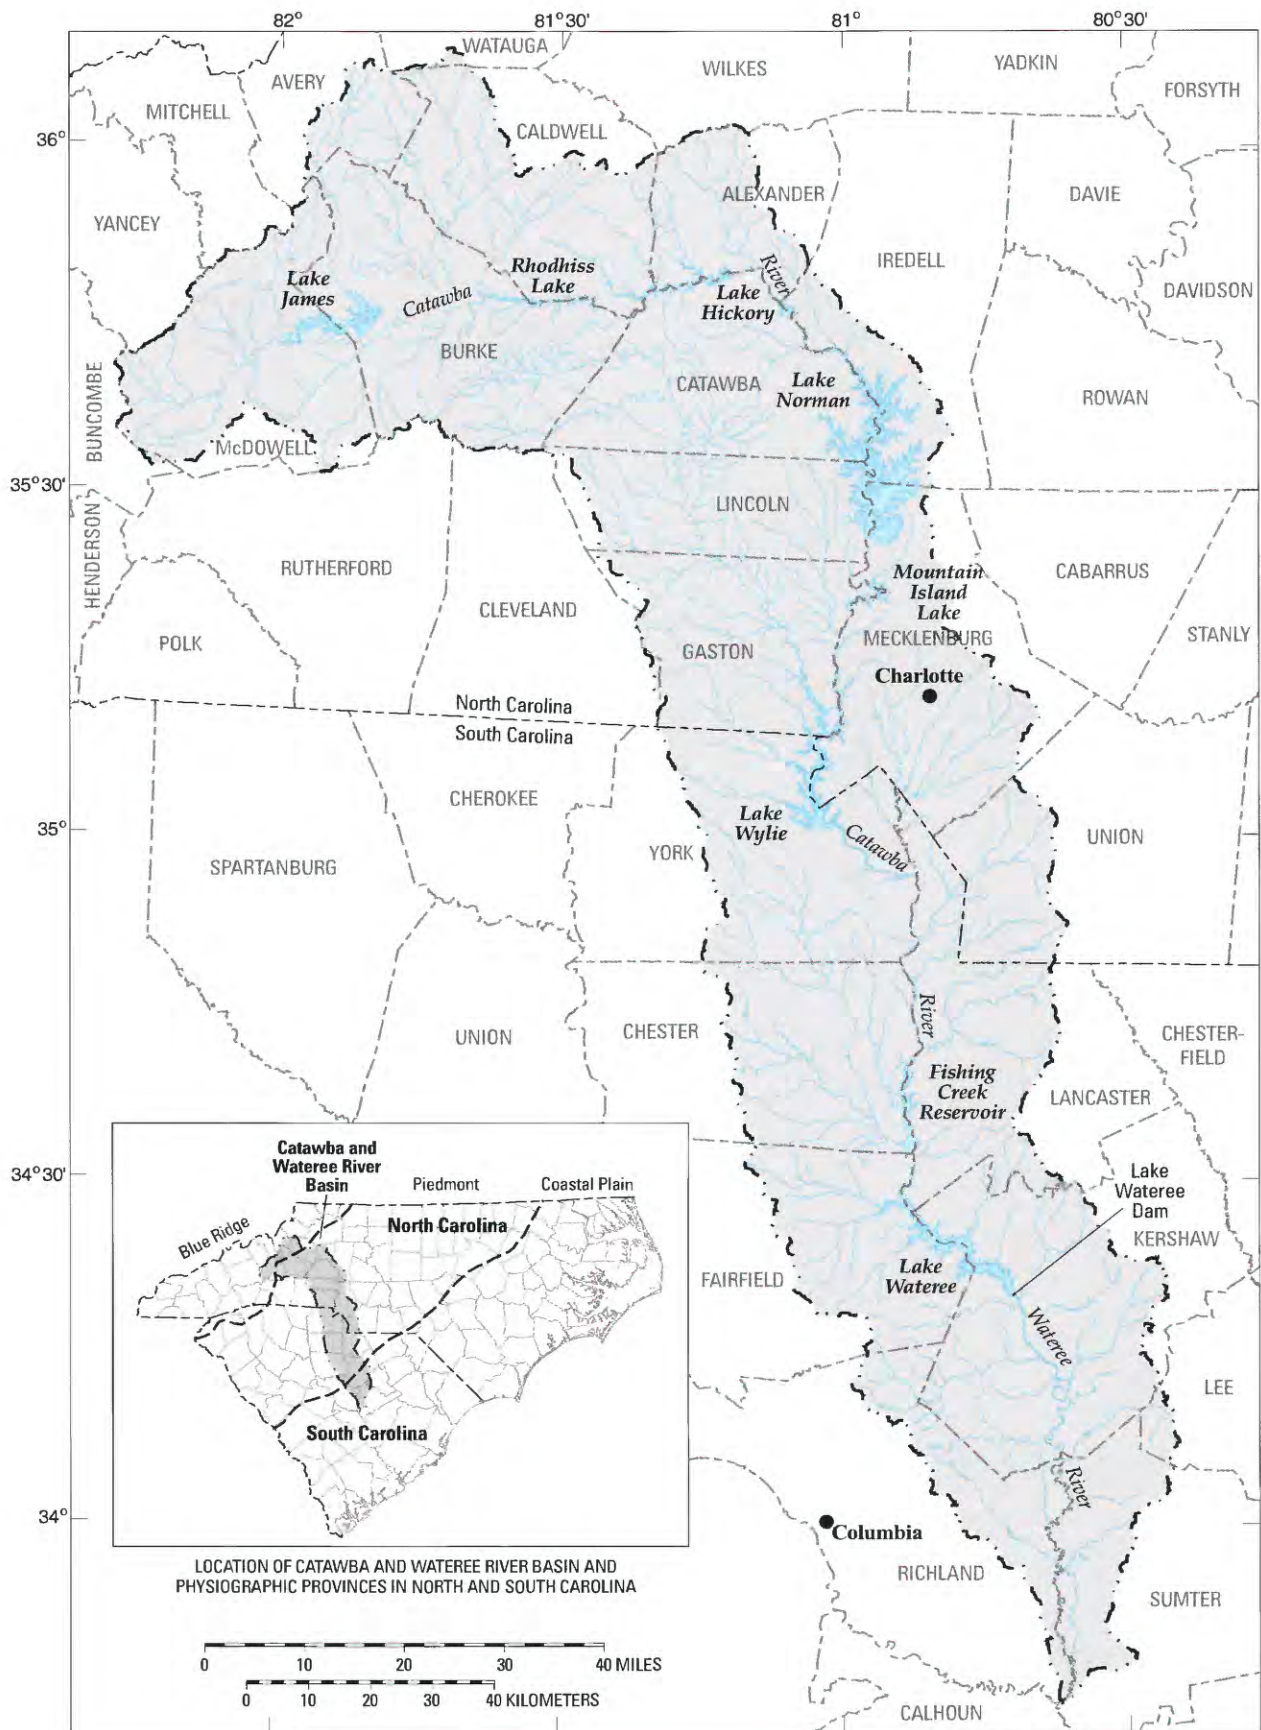 82°
81°30'
81°
80°30'
WATAUGA
WILKES
YADKIN
FORSYTH
AVERY
MITCHELL
36°
CALDWELL
ALEXANDER
DAVIE
YANCEY
IREDELL
Lake
James
Catawba
Rhodhiss
Lake
River
Lake
Hickory
DAVIDSON
BURKE
CATAWBA
Lake
Norman
ROWAN
BUNCOMBE
McDOWELL
35°30'
LINCOLN
HENDERSON
RUTHERFORD
CLEVELAND
Mountain
Island
Lake
CABARRUS
POLK
GASTON
MECKLENBURG
STANLY
Charlotte
North Carolina
South Carolina
CHEROKEE
Lake
Wylie
35°
Catawba
YORK
UNION
SPARTANBURG
River
UNION
CHESTER
CHESTER-
FIELD
Fishing
Creek
Reservoir
LANCASTER
34°30'
Lake
Wateree
Dam
KERSHAW
Lake
Wateree
FAIRFIELD
Wateree
LEE
River
34°
Columbia
RICHLAND
SUMTER
CALHOUN
Catawba and
Wateree River
Basin
Piedmont
Coastal Plain
Blue Ridge
North Carolina
South Carolina
LOCATION OF CATAWBA AND WATEREE RIVER BASIN AND
PHYSIOGRAPHIC PROVINCES IN NORTH AND SOUTH CAROLINA
0 10 20 30 40 MILES
0 10 20 30 40 KILOMETERS